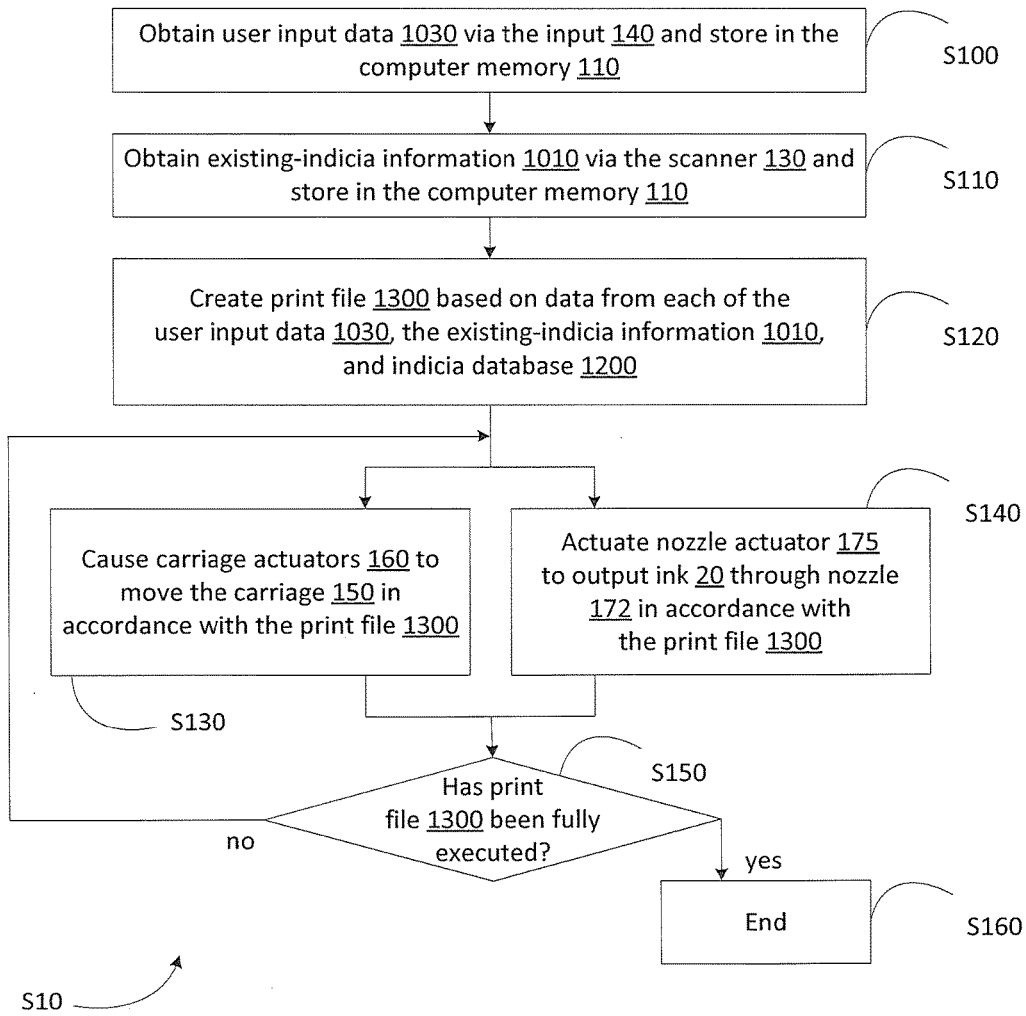 Obtain user input data 1030 via the input 140 and store in the
computer memory 110
S100
Obtain existing-indicia information 1010 via the scanner 130 and
store in the computer memory 110
S110
Create print file 1300 based on data from each of the
user input data 1030, the existing-indicia information 1010,
and indicia database 1200
S120
Cause carriage actuators 160 to
move the carriage 150 in
accordance with the print file 1300
S130
Actuate nozzle actuator 175
to output ink 20 through nozzle
172 in accordance with
the print file 1300
S140
Has print
file 1300 been fully
executed?
S150
no
yes
End
S160
S10